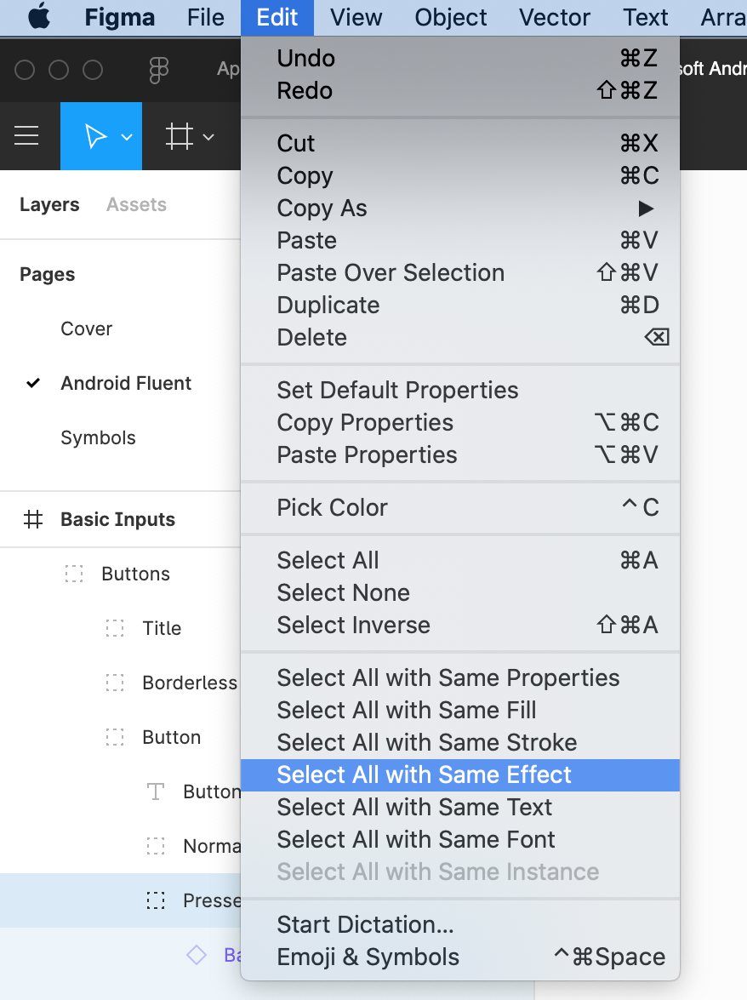 Figma File Edit View Object Vector Text Arra
Ap
soft Andr
Undo ⌘Z
Redo ⇧⌘Z
Cut ⌘X
Copy ⌘C
Copy As ▶
Paste ⌘V
Paste Over Selection ⇧⌘V
Duplicate ⌘D
Delete ⌫
Set Default Properties
Copy Properties ⌥⌘C
Paste Properties ⌥⌘V
Pick Color ^C
Select All ⌘A
Select None
Select Inverse ⇧⌘A
Select All with Same Properties
Select All with Same Fill
Select All with Same Stroke
Select All with Same Effect
Select All with Same Text
Select All with Same Font
Select All with Same Instance
Start Dictation...
Emoji & Symbols ^⌘Space
Layers Assets
Pages
Cover
Android Fluent
Symbols
Basic Inputs
Buttons
Title
Borderless
Button
Button
Norma
Presse
Ba